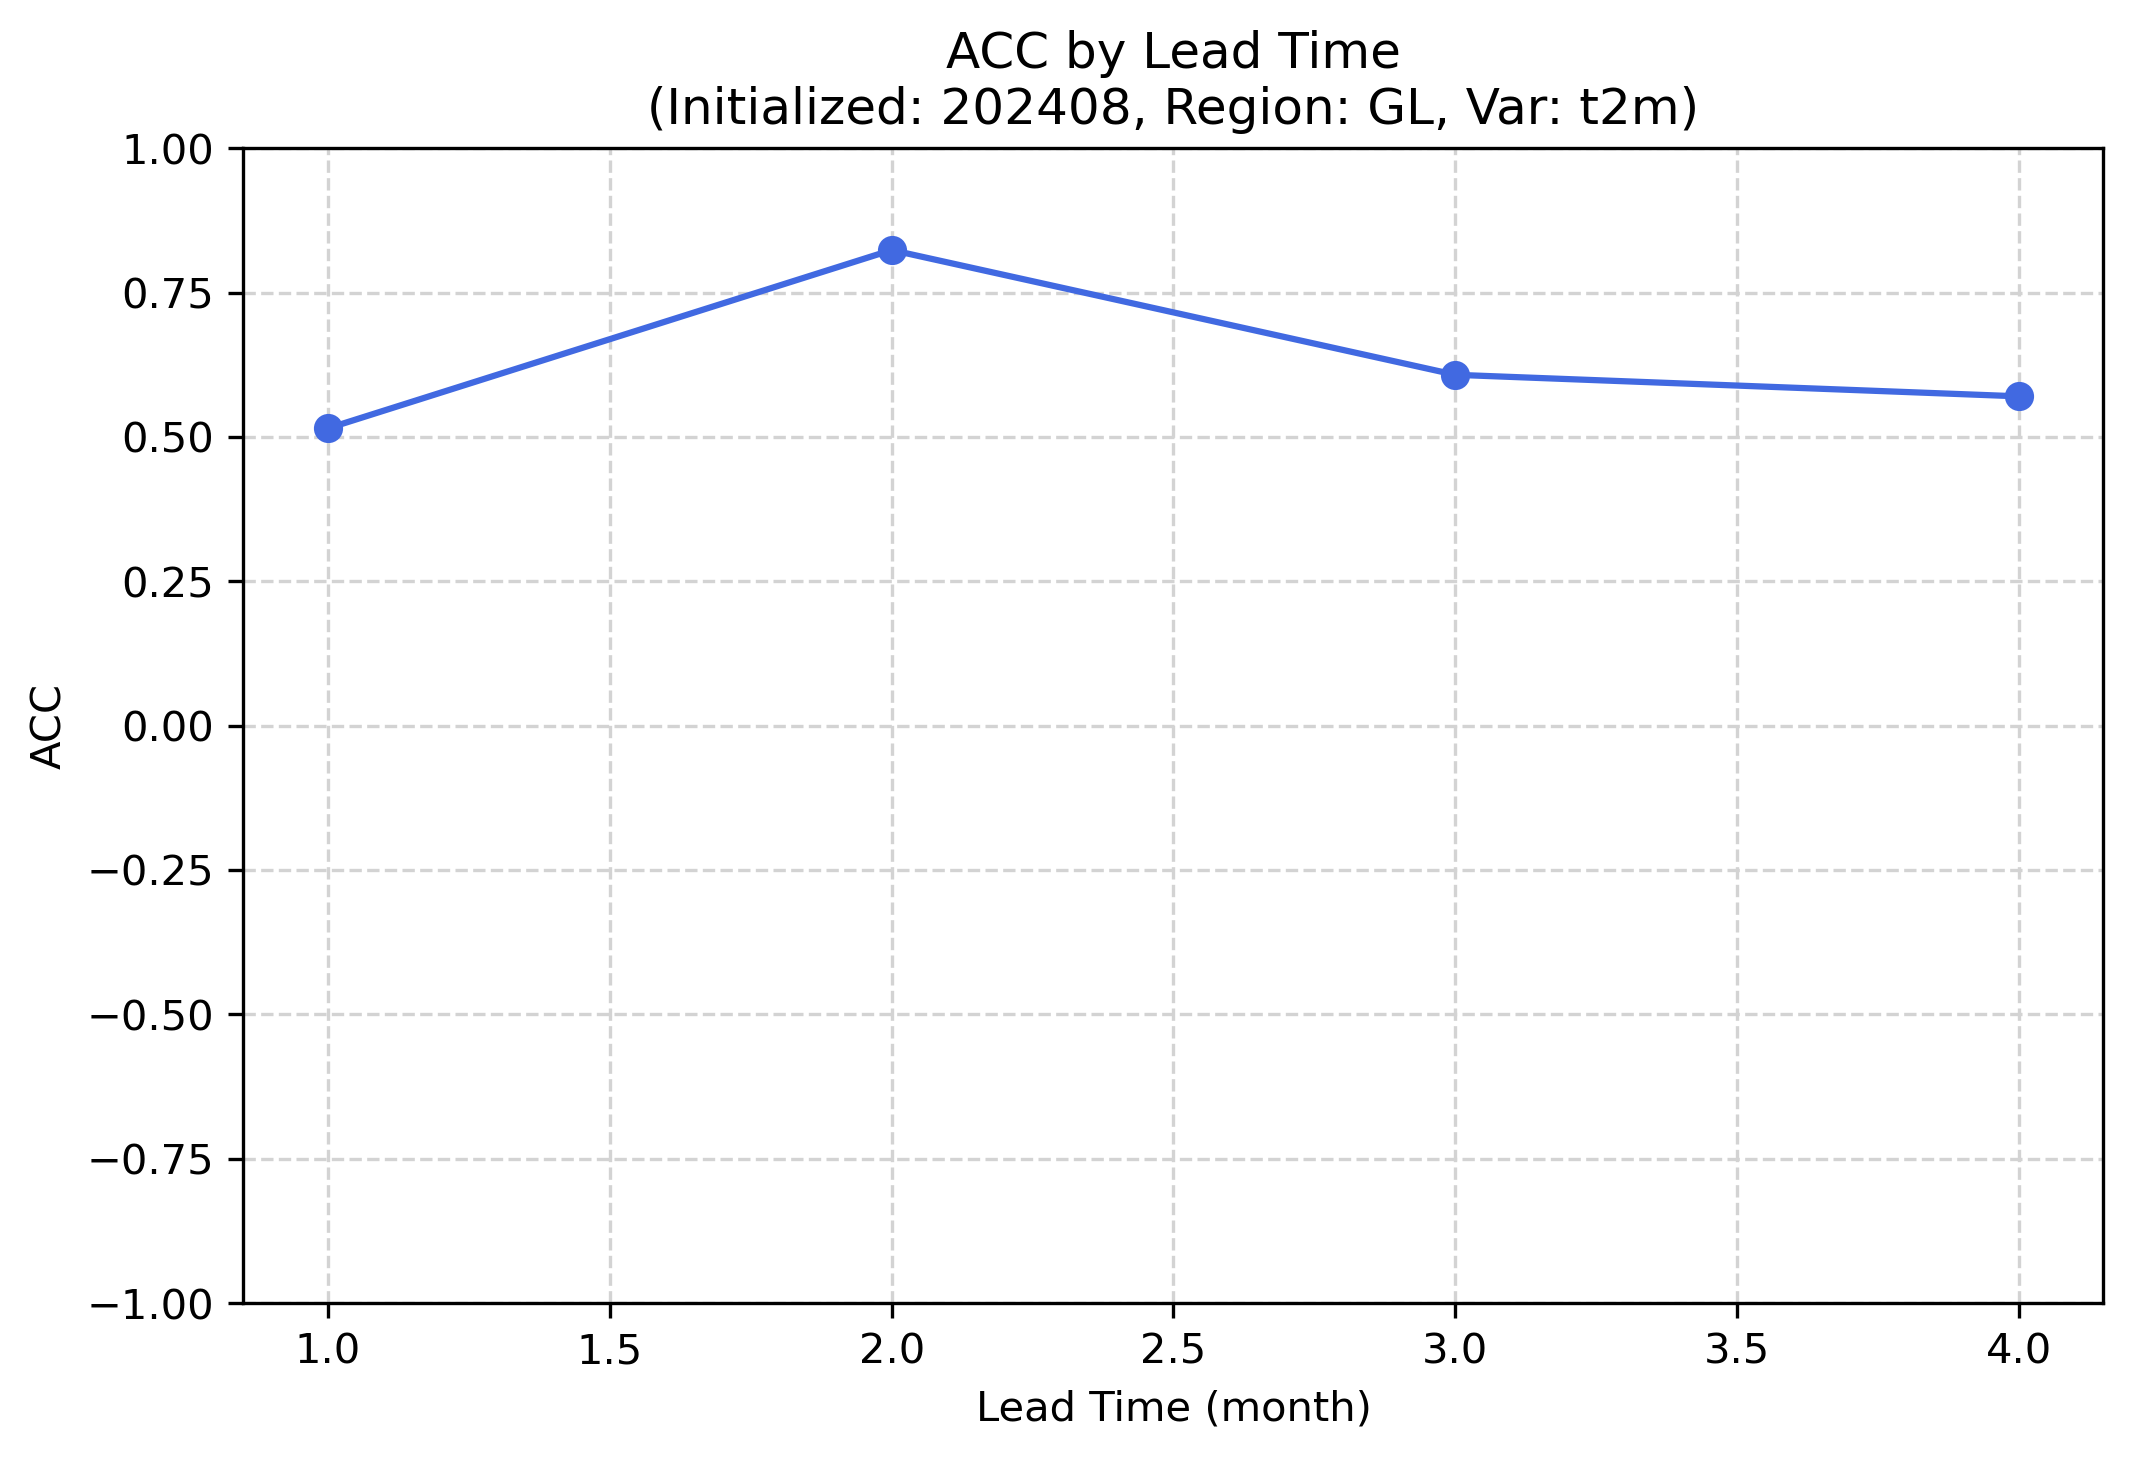 ACC by Lead Time
(Initialized: 202408, Region: GL, Var: t2m)
1.00
0.75
0.50
0.25
0.00
−0.25
−0.50
−0.75
−1.00
ACC
1.0 1.5 2.0 2.5 3.0 3.5 4.0
Lead Time (month)